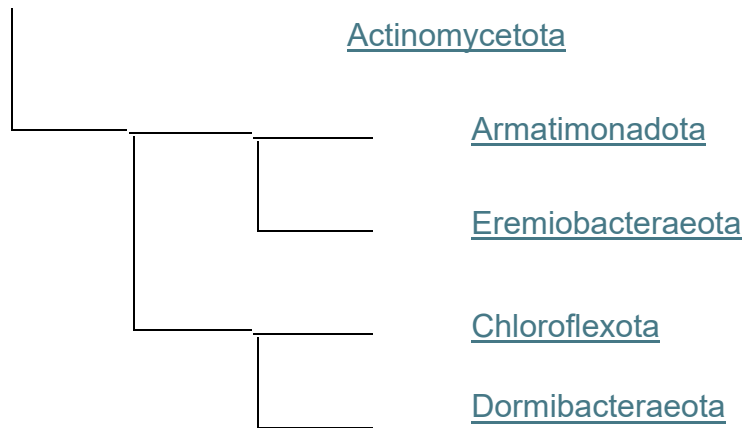 Actinomycetota
Armatimonadota
Eremiobacteraeota
Chloroflexota
Dormibacteraeota